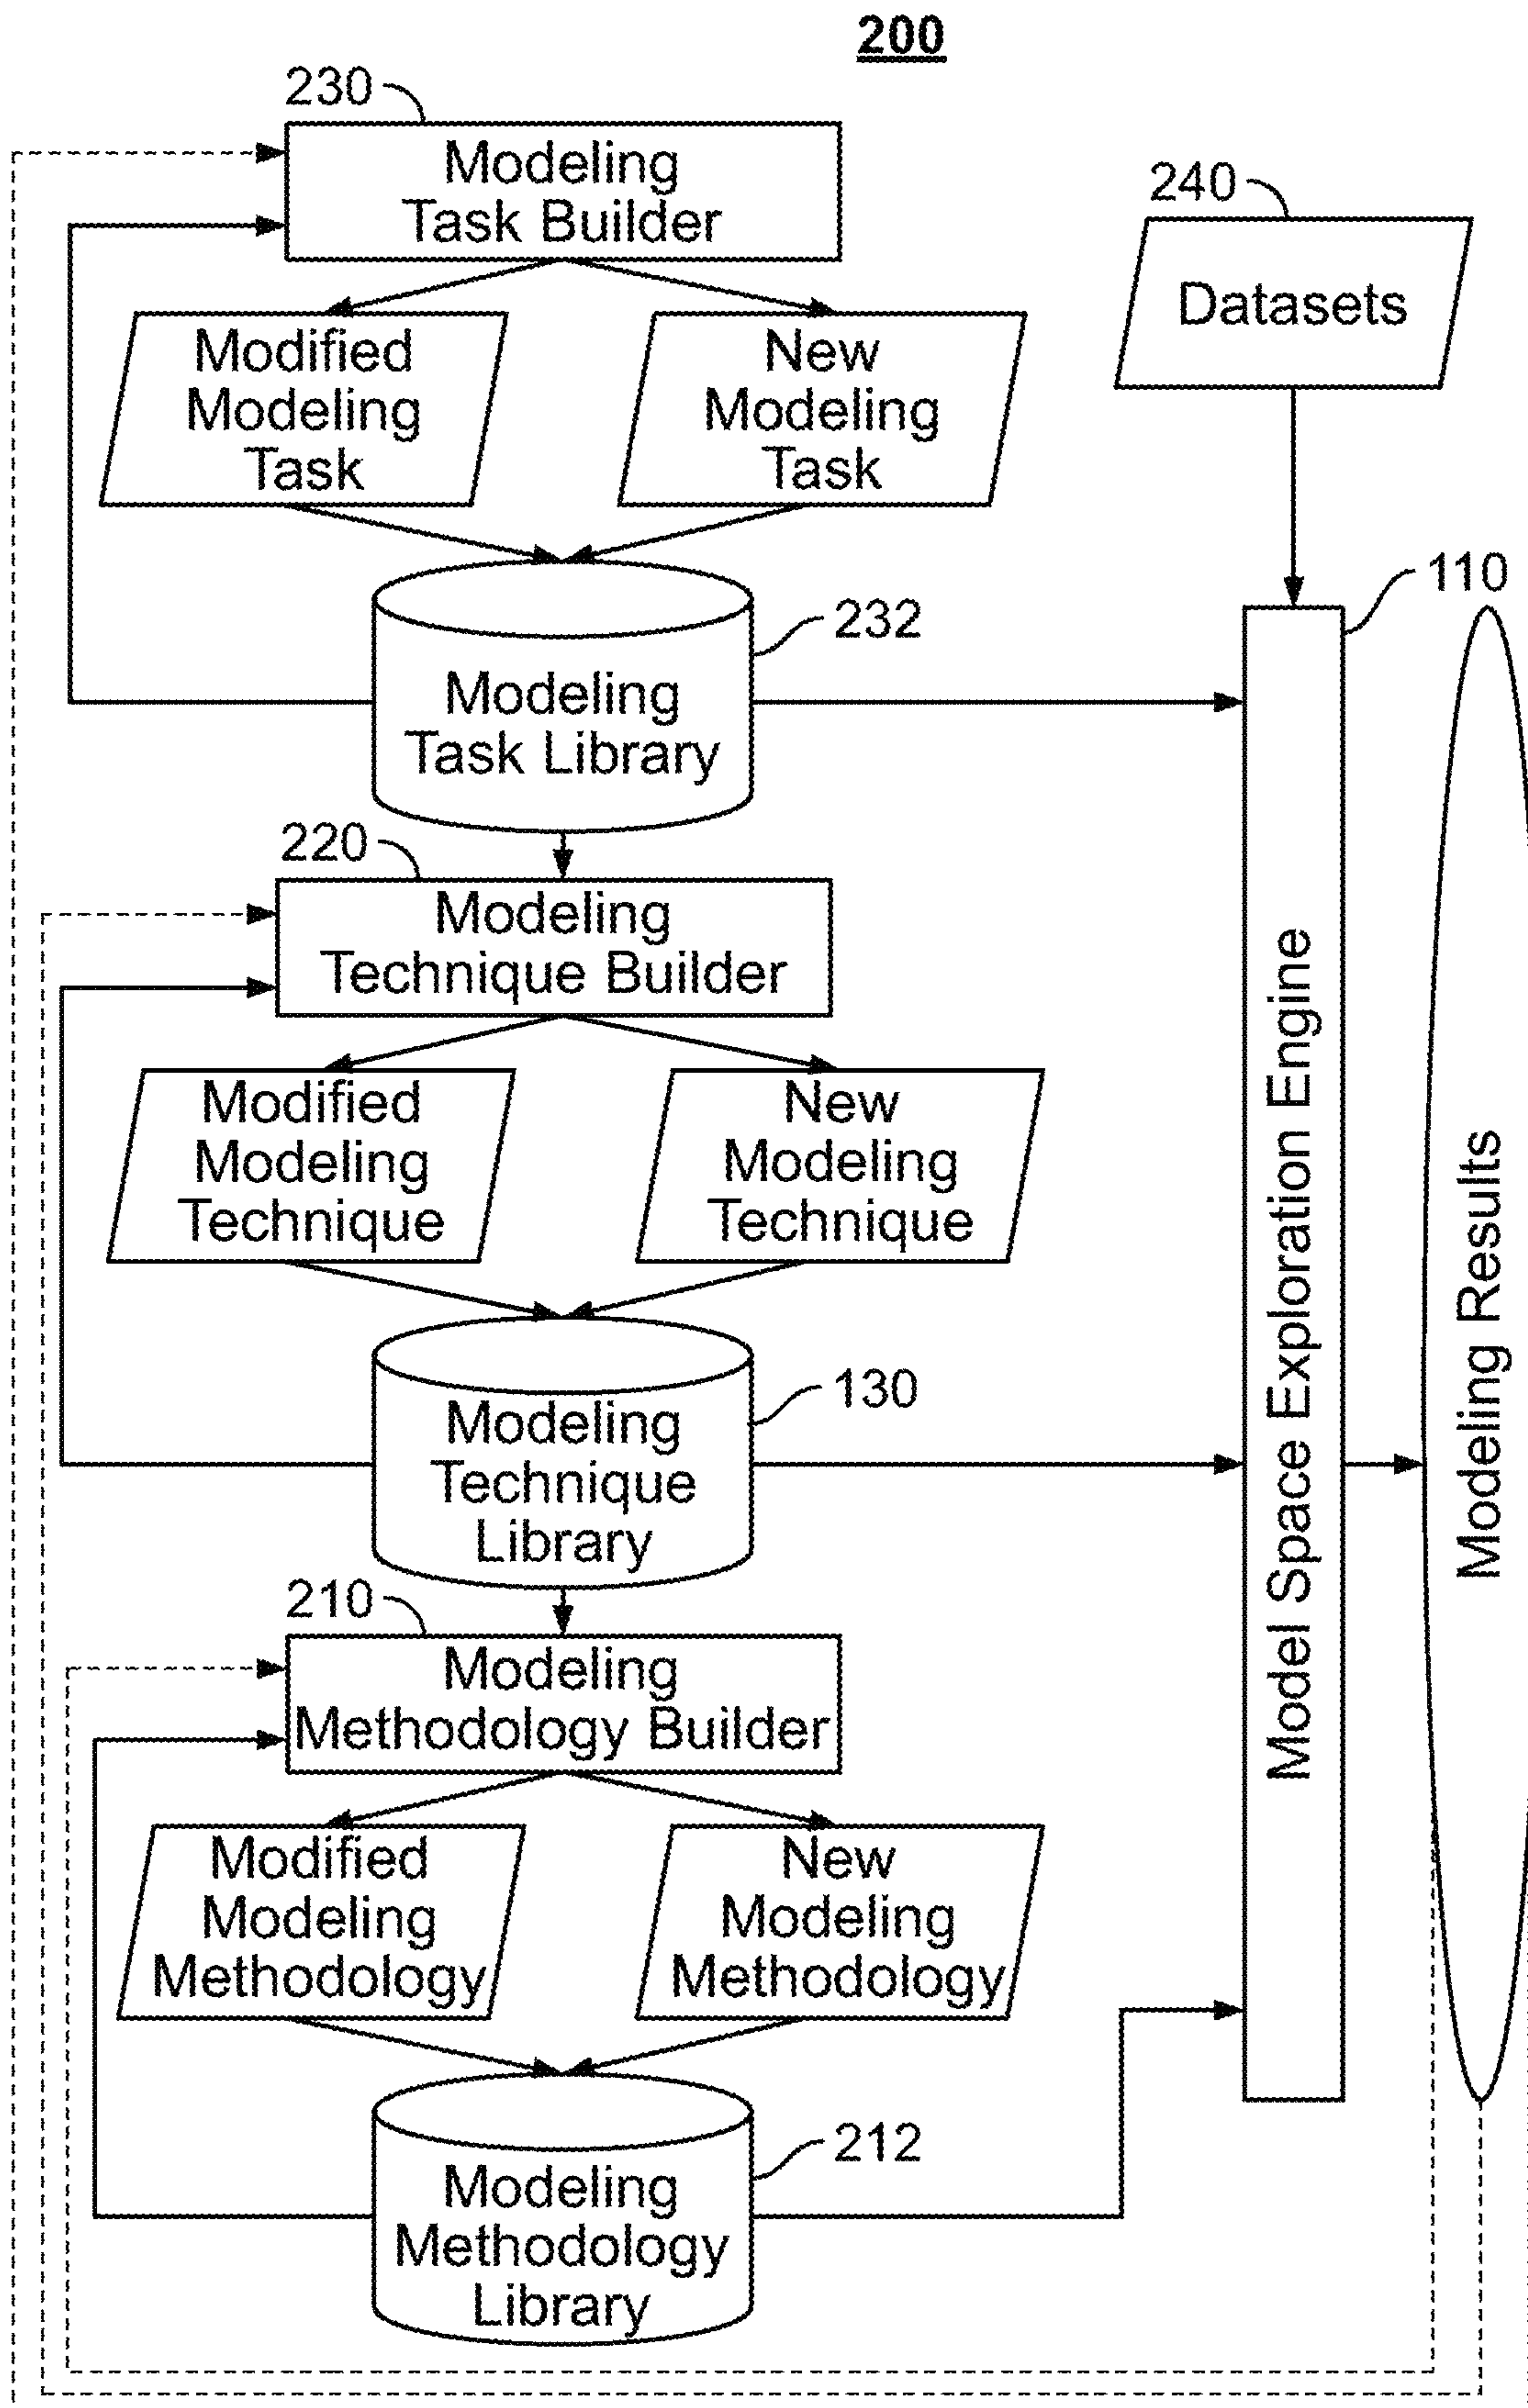 200
230
Modeling
Task Builder
240
Datasets
Modified
Modeling
Task
New
Modeling
Task
110
232
Modeling
Task Library
220
Modeling
Technique Builder
Modified
Modeling
Technique
New
Modeling
Technique
Model Space Exploration Engine
Modeling Results
130
Modeling
Technique
Library
210
Modeling
Methodology Builder
Modified
Modeling
Methodology
New
Modeling
Methodology
212
Modeling
Methodology
Library